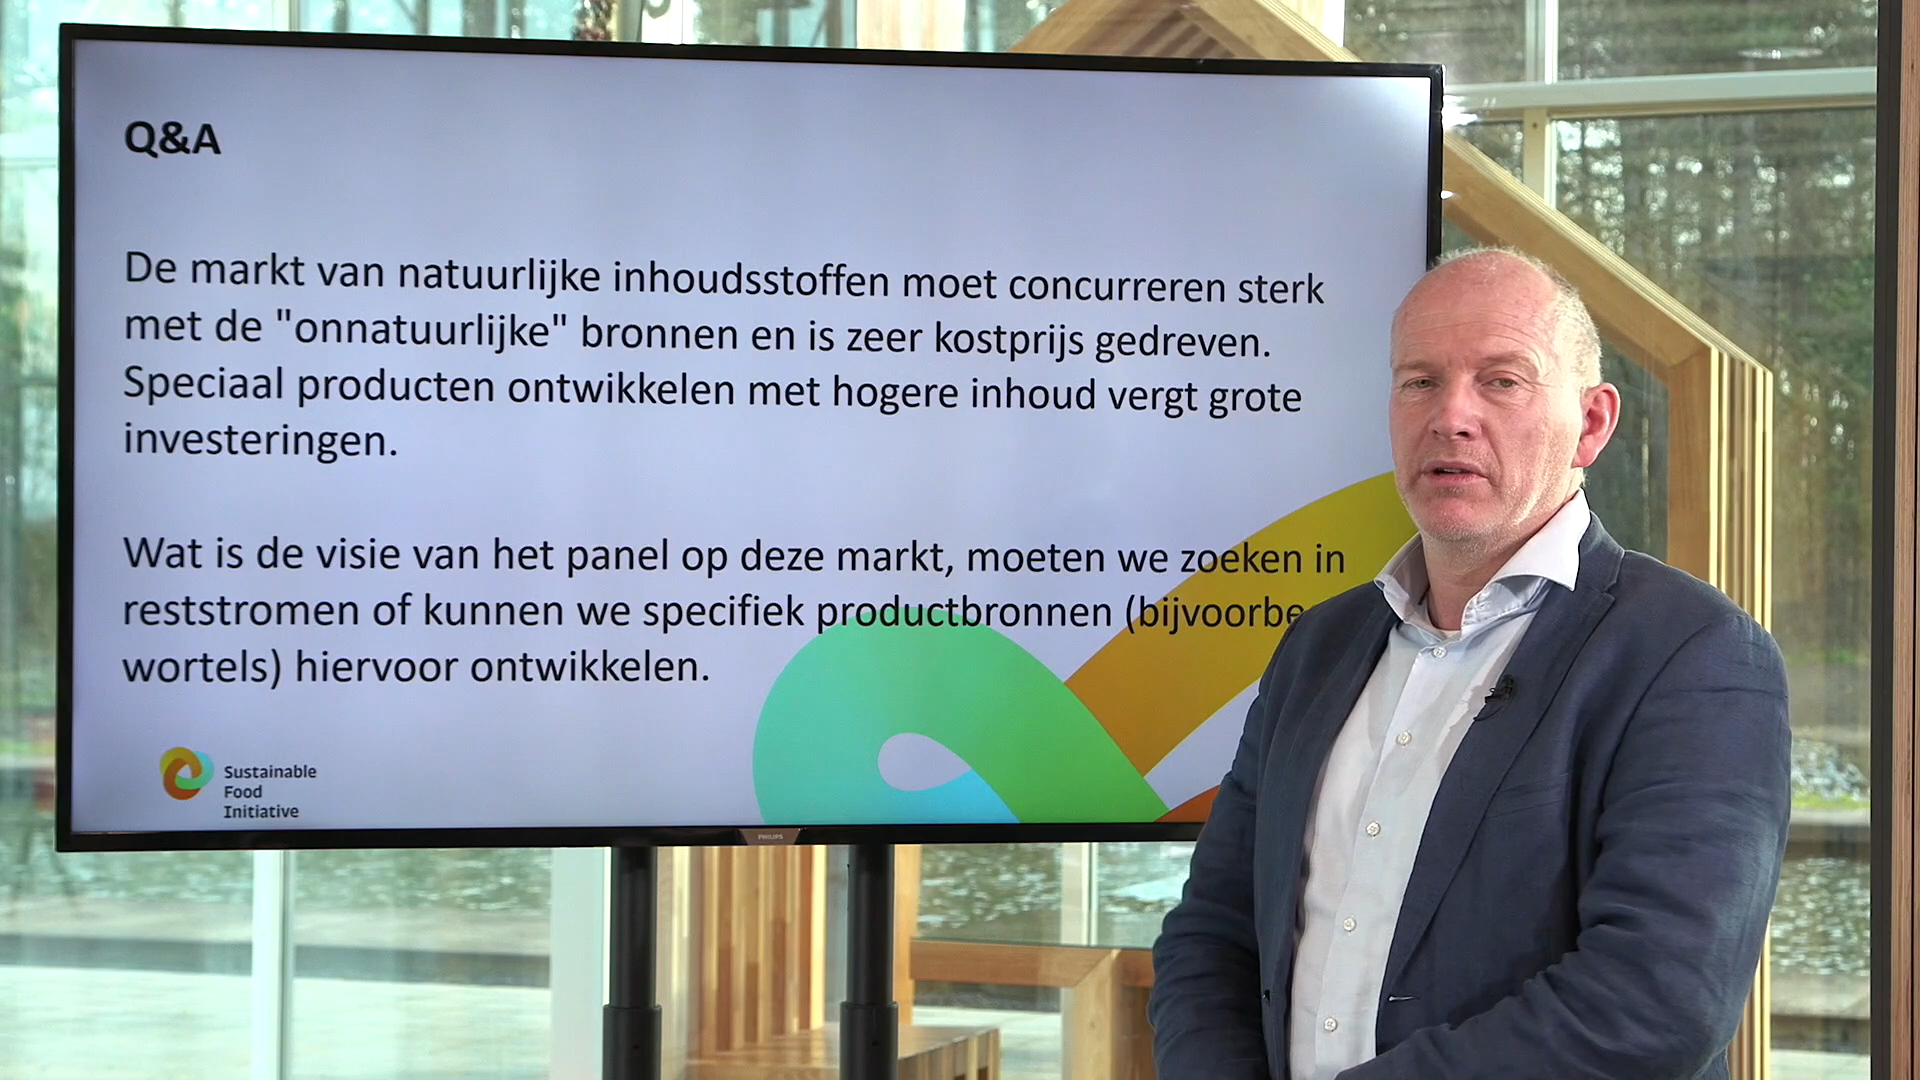 Q&A
De markt van natuurlijke inhoudsstoffen moet concurreren sterk
met de "onnatuurlijke" bronnen en is zeer kostprijs gedreven.
Speciaal producten ontwikkelen met hogere inhoud vergt grote
investeringen.
Wat is de visie van het panel op deze markt, moeten we zoeken in
reststromen of kunnen we specifiek productbronnen
wortels) hiervoor ontwikkelen.
Sustainable
Food
Initiative
PHILIPS